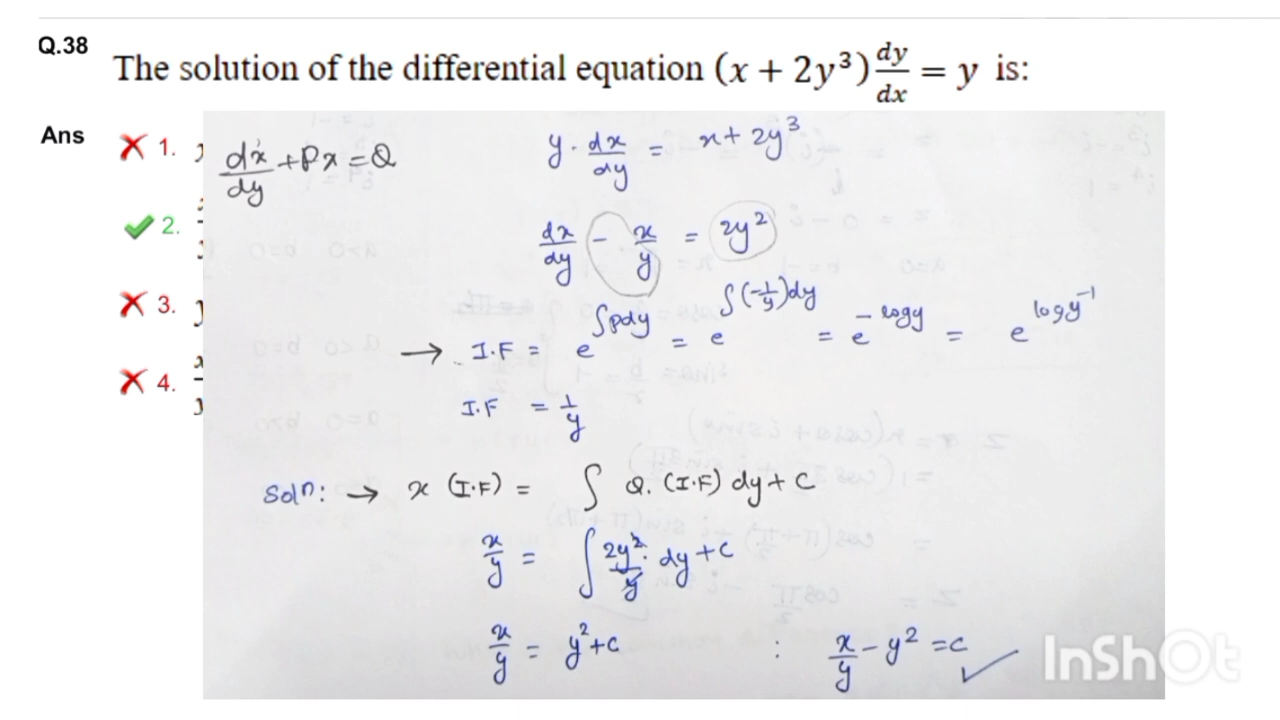 Q.38
The solution of the differential equation (x + 2y³) dy/dx = y is:
Ans
1.
2.
3.
4.
dx/dy + Px = Q
y · dx/dy = x + 2y³
dx/dy − x/y = 2y²
→ I.F = e^∫Pdy = e^∫(-1/y)dy = e^−logy = e^logy⁻¹
I.F = 1/y
Solⁿ: → x (I.F) = ∫ Q. (I.F) dy + C
x/y = ∫ 2y²/y · dy + C
x/y = y² + C : x/y − y² = C
InShOt